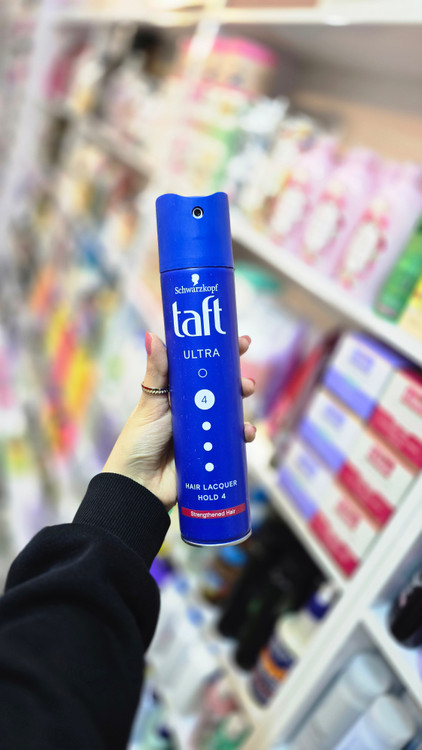 Schwarzkopf
taft
ULTRA
4
HAIR LACQUER
HOLD 4
Strengthened Hair